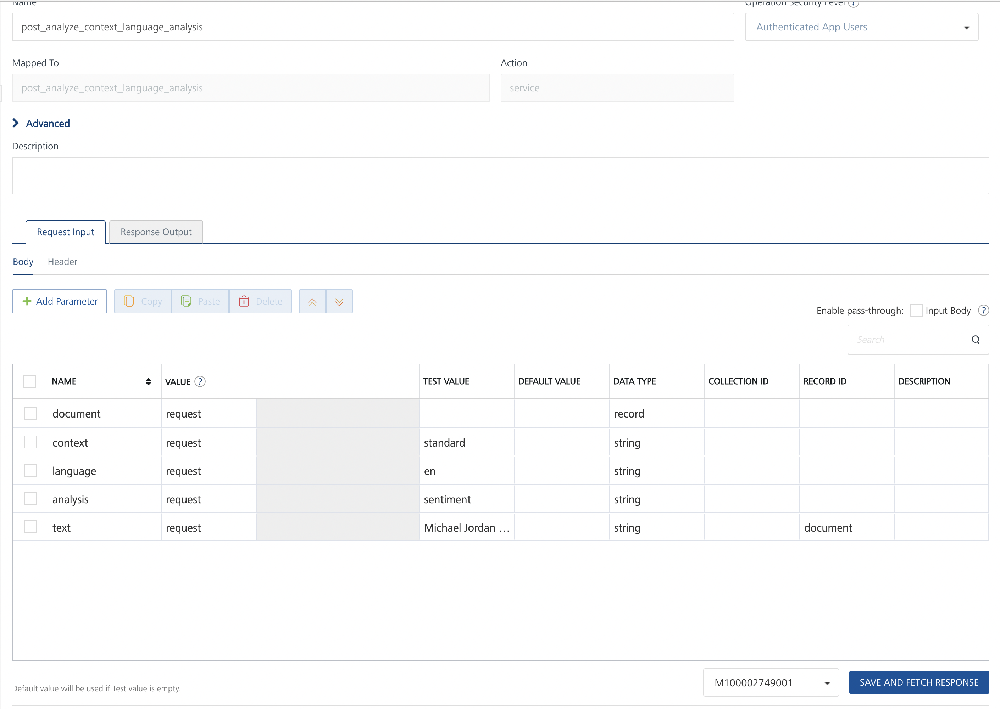 Name
Operation Security Level ?
post_analyze_context_language_analysis
Authenticated App Users
Mapped To
Action
post_analyze_context_language_analysis
service
Advanced
Description
Request Input
Response Output
Body
Header
Add Parameter
Copy
Paste
Delete
Enable pass-through: Input Body ?
Search
NAME VALUE ? TEST VALUE DEFAULT VALUE DATA TYPE COLLECTION ID RECORD ID DESCRIPTION
document request record
context request standard string
language request en string
analysis request sentiment string
text request Michael Jordan ... string document
M100002749001
SAVE AND FETCH RESPONSE
Default value will be used if Test value is empty.